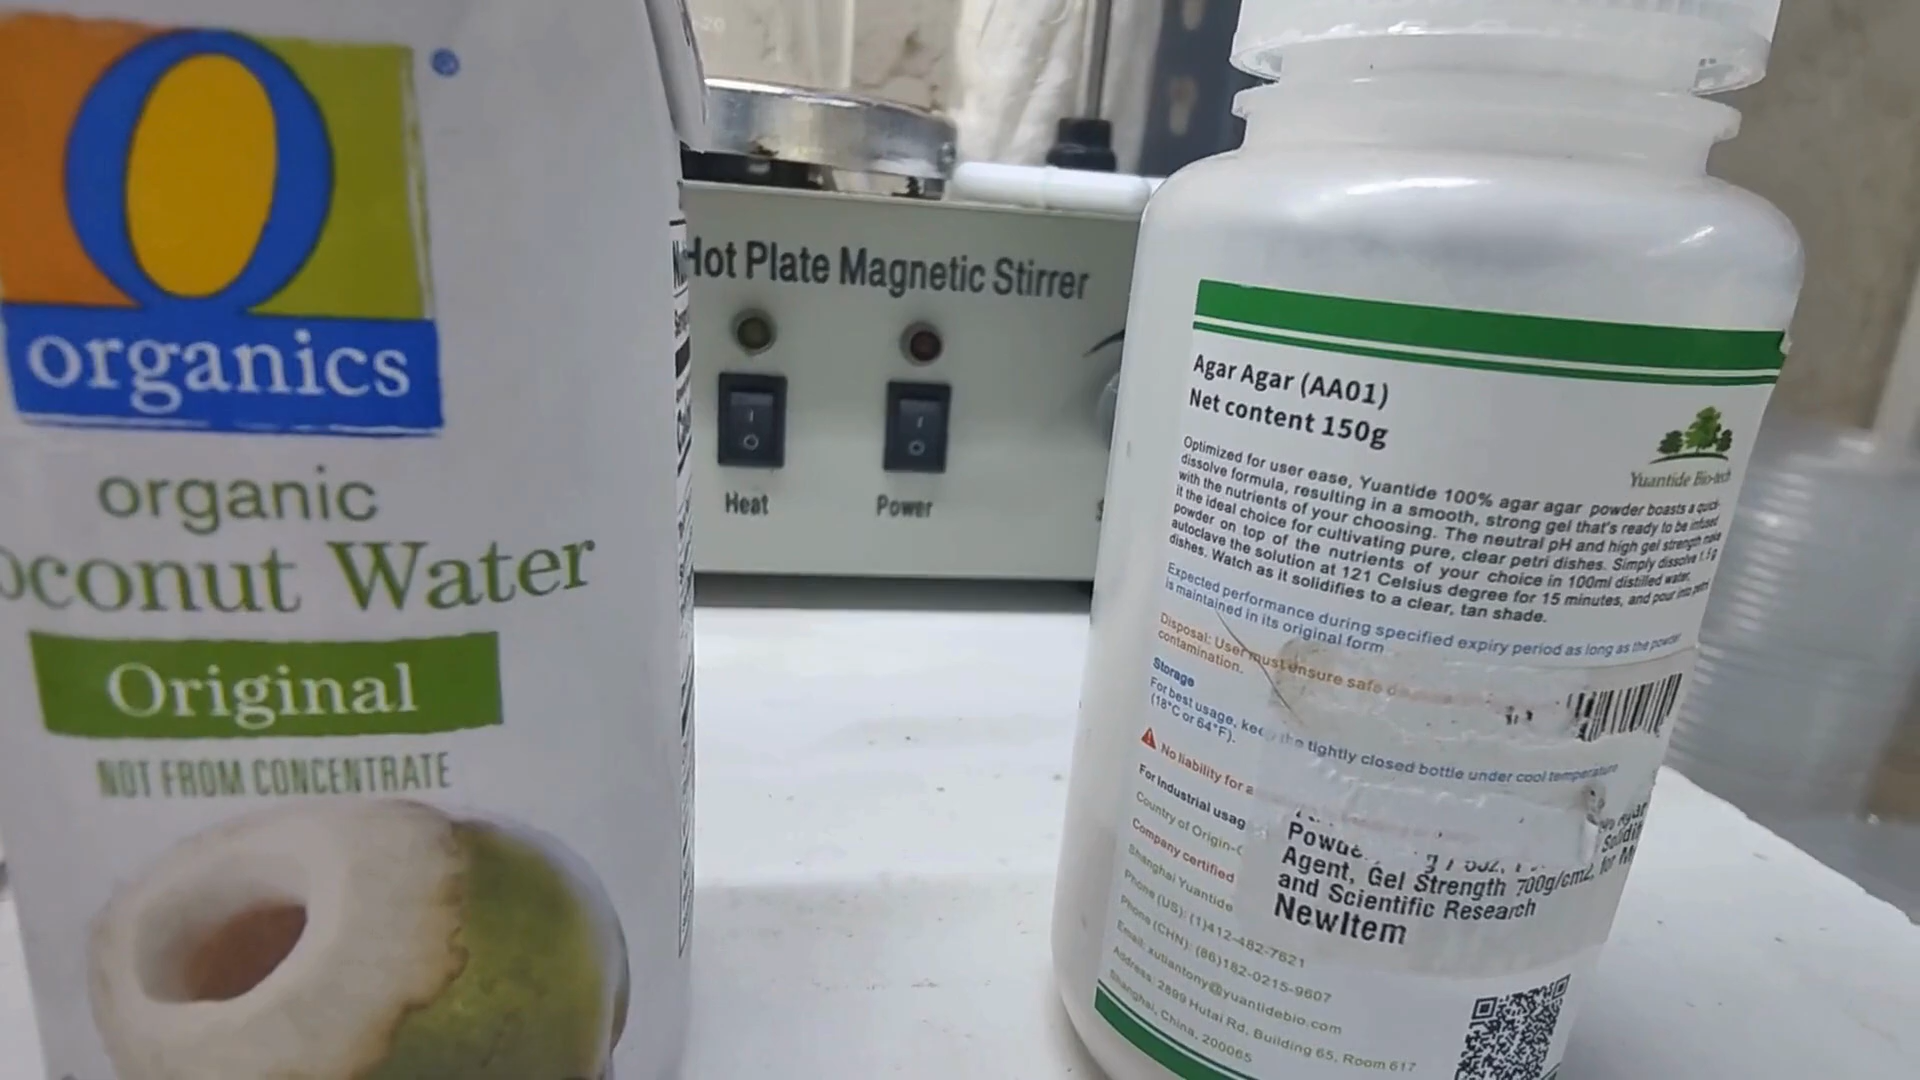 ®
organics
organic
oconut Water
Original
NOT FROM CONCENTRATE
Hot Plate Magnetic Stirrer
Heat
Power
Agar Agar (AA01)
Net content 150g
Yuantide Bio-tech
Optimized for user ease, Yuantide 100% agar agar powder boasts a quick-
dissolve formula, resulting in a smooth, strong gel that's ready to be infused
with the nutrients of your choosing. The neutral pH and high gel strength make
it the ideal choice for cultivating pure, clear petri dishes. Simply dissolve 1.5g
powder on top of the nutrients of your choice in 100ml distilled water,
autoclave the solution at 121 Celsius degree for 15 minutes, and pour into petri
dishes. Watch as it solidifies to a clear, tan shade.
Expected performance during specified expiry period as long as the powder
is maintained in its original form
Disposal: User must ensure safe
contamination.
Storage
For best usage, keep the tightly closed bottle under cool temperature
(18°C or 64°F).
No liability for a
For Industrial usag
Country of Origin-C
Company certified
Shanghai Yuantide
Phone (US): (1)412-482-7621
Phone (CHN): (86)182-0215-9607
Email: xutiantony@yuantidebio.com
Address: 2899 Hutai Rd. Building 65, Room 617
Shanghai, China, 200065
Agent, Gel Strength 700g/cm2, for M
and Scientific Research
NewItem